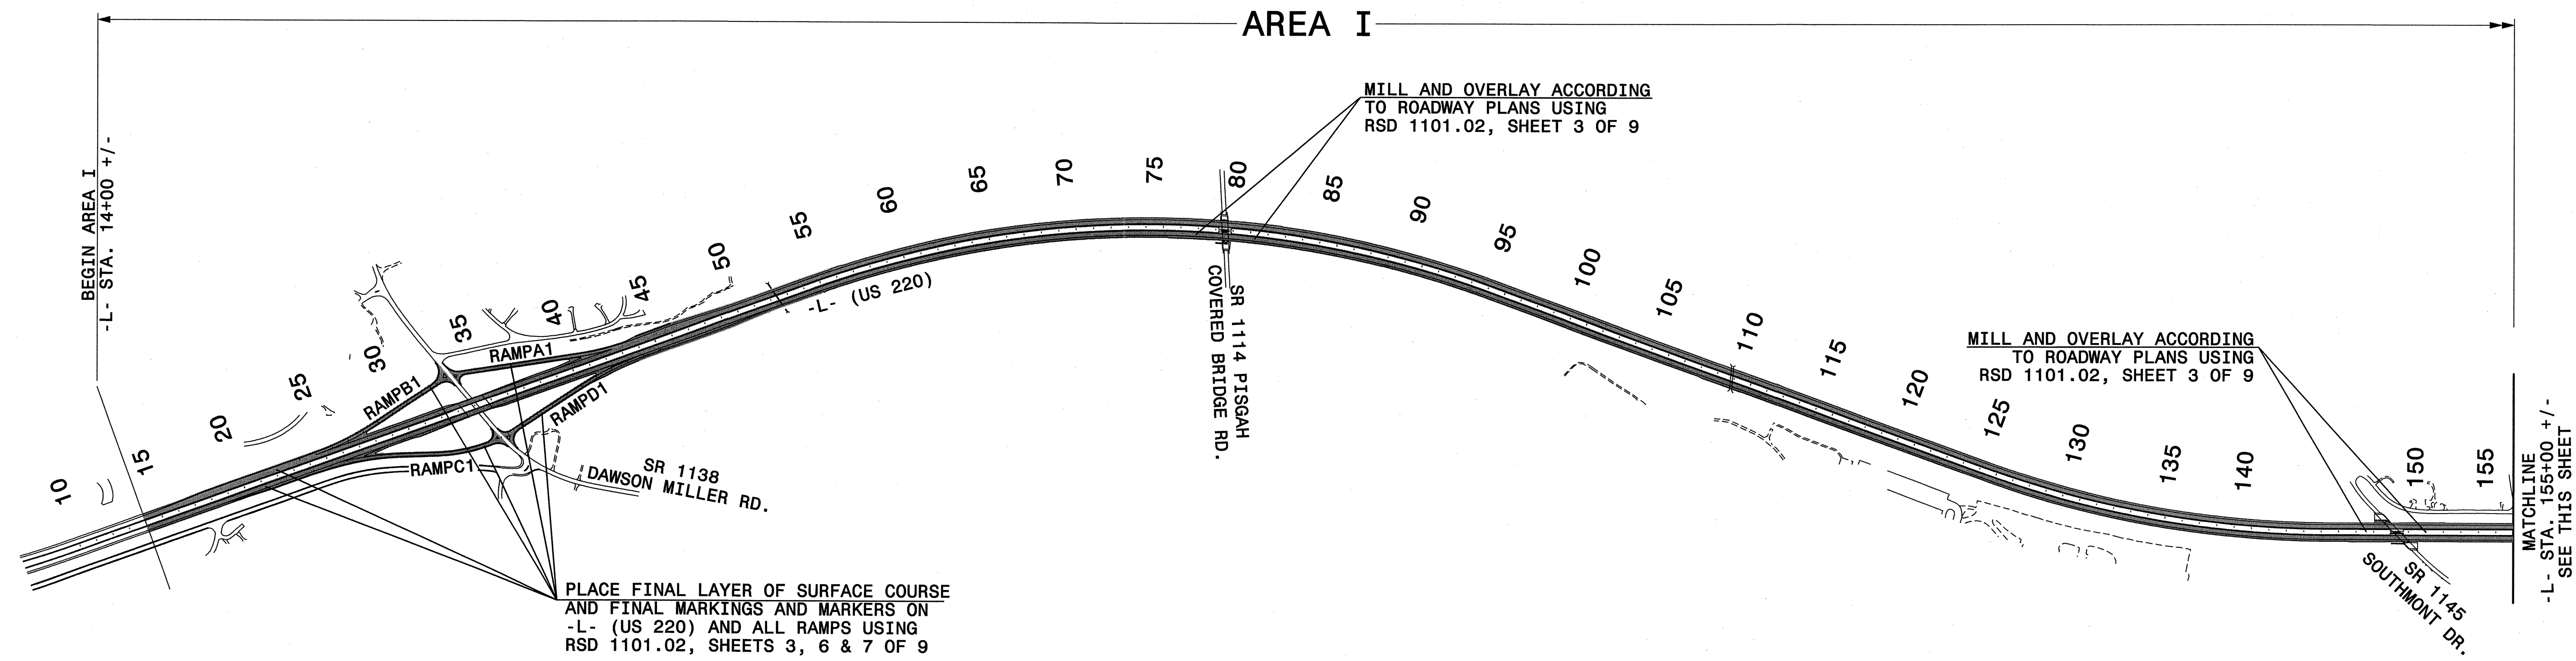 AREA I
BEGIN AREA I
-L- STA. 14+00 +/-
MILL AND OVERLAY ACCORDING
TO ROADWAY PLANS USING
RSD 1101.02, SHEET 3 OF 9
10
15
20
25
30
35
40
45
50
55
60
65
70
75
80
85
90
95
100
105
110
115
120
125
130
135
140
150
155
RAMPA1
RAMPB1
RAMPC1
RAMPD1
-L- (US 220)
SR 1138
DAWSON MILLER RD.
SR 1114 PISGAH
COVERED BRIDGE RD.
MILL AND OVERLAY ACCORDING
TO ROADWAY PLANS USING
RSD 1101.02, SHEET 3 OF 9
SR 1145
SOUTHMONT DR.
MATCHLINE
-L- STA. 155+00 +/-
SEE THIS SHEET
PLACE FINAL LAYER OF SURFACE COURSE
AND FINAL MARKINGS AND MARKERS ON
-L- (US 220) AND ALL RAMPS USING
RSD 1101.02, SHEETS 3, 6 & 7 OF 9